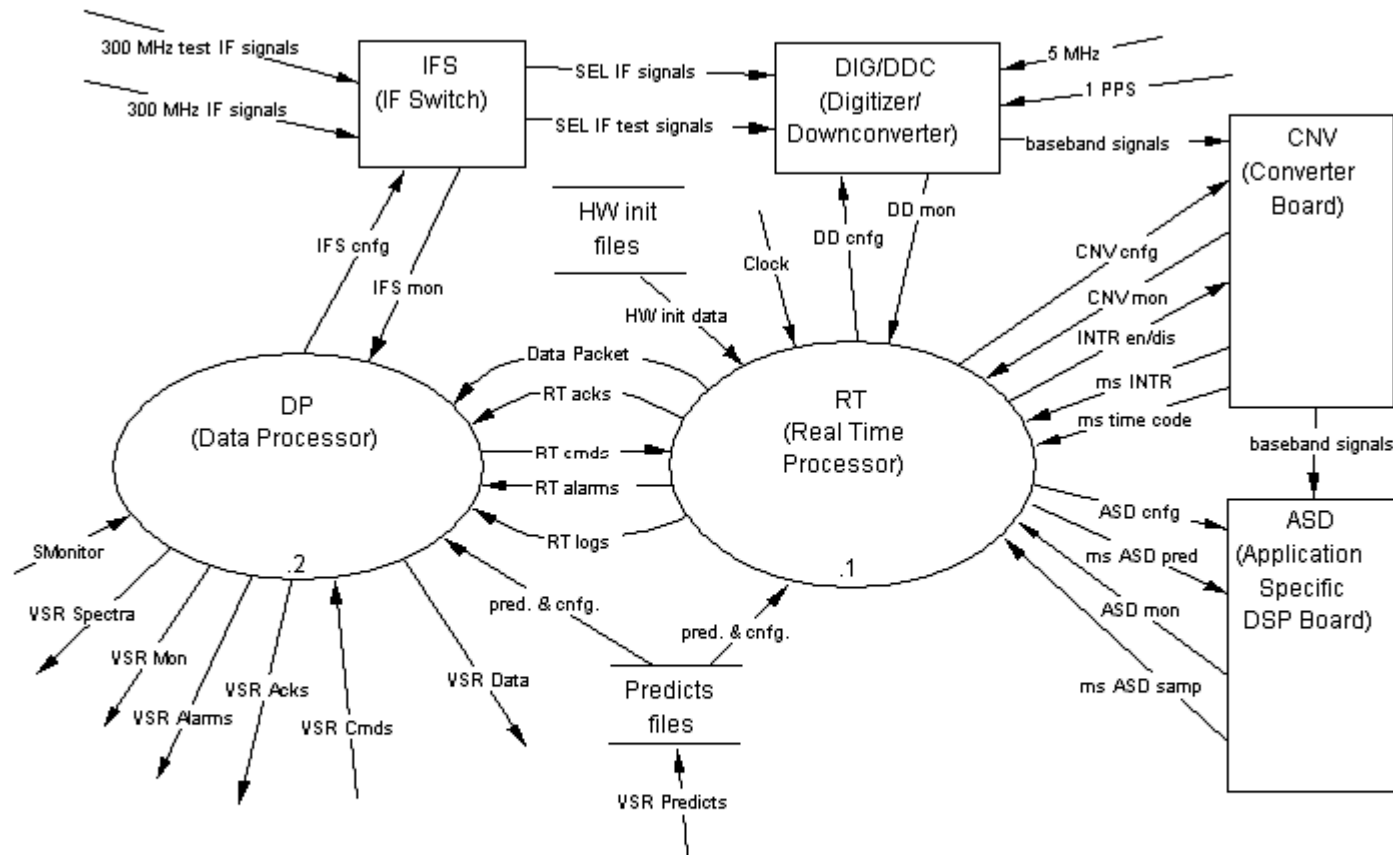 300 MHz test IF signals
300 MHz IF signals
IFS
(IF Switch)
SEL IF signals
SEL IF test signals
DIG/DDC
(Digitizer/
Downconverter)
5 MHz
1 PPS
baseband signals
CNV
(Converter
Board)
IFS cnfg
IFS mon
HW init
files
HW init data
Clock
DD cnfg
DD mon
CNV cnfg
CNV mon
INTR en/dis
ms INTR
ms time code
baseband signals
DP
(Data Processor)
.2
Data Packet
RT acks
RT cmds
RT alarms
RT logs
RT
(Real Time
Processor)
.1
ASD cnfg
ms ASD pred
ASD mon
ms ASD samp
ASD
(Application
Specific
DSP Board)
SMonitor
VSR Spectra
VSR Mon
VSR Alarms
VSR Acks
VSR Cmds
VSR Data
pred. & cnfg.
pred. & cnfg.
Predicts
files
VSR Predicts